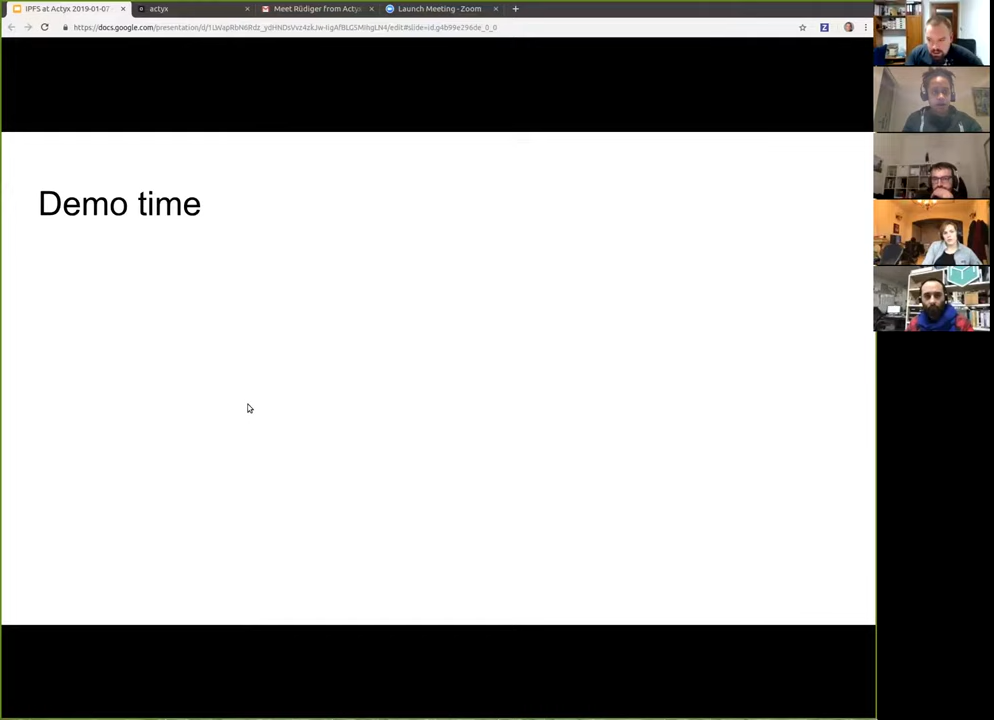 IPFS at Actyx 2019-01-07
actyx
Meet Rüdiger from Actyx
Launch Meeting - Zoom
Demo time